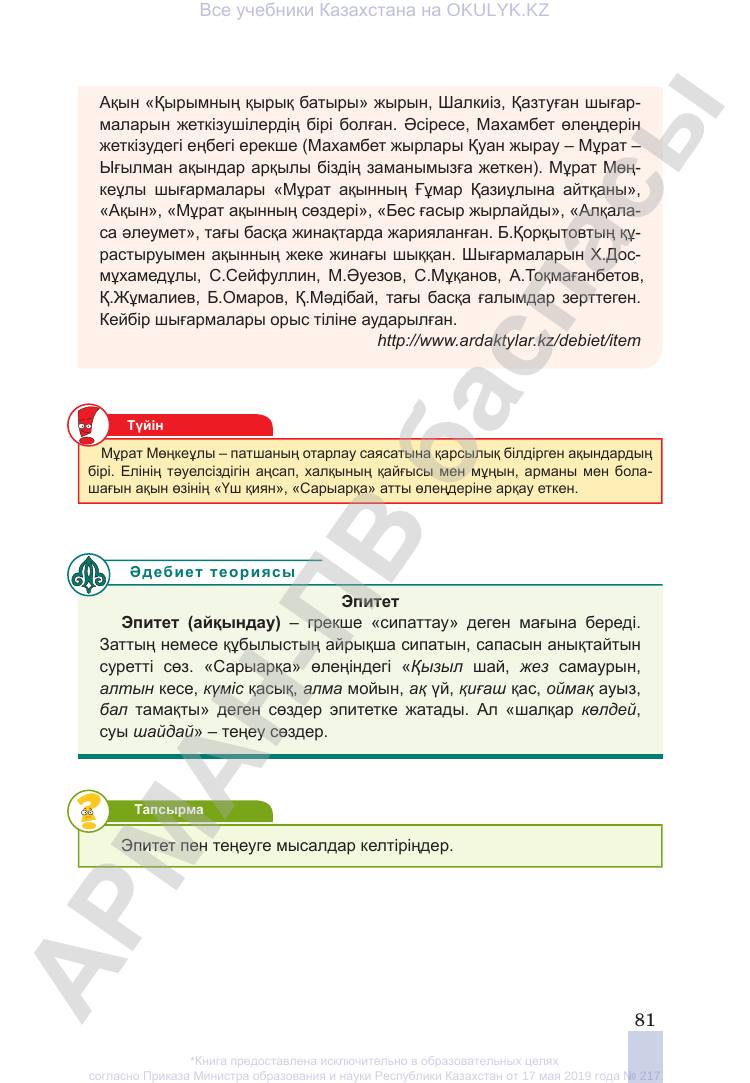 Все учебники Казахстана на OKULYK.KZ
Ақын «Қырымның қырық батыры» жырын, Шалкиіз, Қазтуған шығар-
маларын жеткізушілердің бірі болған. Әсіресе, Махамбет өлеңдерін
жеткізудегі еңбегі ерекше (Махамбет жырлары Қуан жырау – Мұрат –
Ығылман ақындар арқылы біздің заманымызға жеткен). Мұрат Мөң-
кеұлы шығармалары «Мұрат ақынның Ғұмар Қазиұлына айтқаны»,
«Ақын», «Мұрат ақынның сөздері», «Бес ғасыр жырлайды», «Алқала-
са әлеумет», тағы басқа жинақтарда жарияланған. Б.Қорқытовтың құ-
растыруымен ақынның жеке жинағы шыққан. Шығармаларын Х.Дос-
мұхамедұлы, С.Сейфуллин, М.Әуезов, С.Мұқанов, А.Тоқмағанбетов,
Қ.Жұмалиев, Б.Омаров, Қ.Мәдібай, тағы басқа ғалымдар зерттеген.
Кейбір шығармалары орыс тіліне аударылған.
http://www.ardaktylar.kz/debiet/item
Түйін
Мұрат Мөңкеұлы – патшаның отарлау саясатына қарсылық білдірген ақындардың
бірі. Елінің тәуелсіздігін аңсап, халқының қайғысы мен мұңын, арманы мен бола-
шағын ақын өзінің «Үш қиян», «Сарыарқа» атты өлеңдеріне арқау еткен.
Әдебиет теориясы
Эпитет
Эпитет (айқындау) – грекше «сипаттау» деген мағына береді.
Заттың немесе құбылыстың айрықша сипатын, сапасын анықтайтын
суретті сөз. «Сарыарқа» өлеңіндегі «Қызыл шай, жез самаурын,
алтын кесе, күміс қасық, алма мойын, ақ үй, қиғаш қас, оймақ ауыз,
бал тамақты» деген сөздер эпитетке жатады. Ал «шалқар көлдей,
суы шайдай» – теңеу сөздер.
Тапсырма
Эпитет пен теңеуге мысалдар келтіріңдер.
АРМАН-ПВ баспасы
81
*Книга предоставлена исключительно в образовательных целях
согласно Приказа Министра образования и науки Республики Казахстан от 17 мая 2019 года № 217